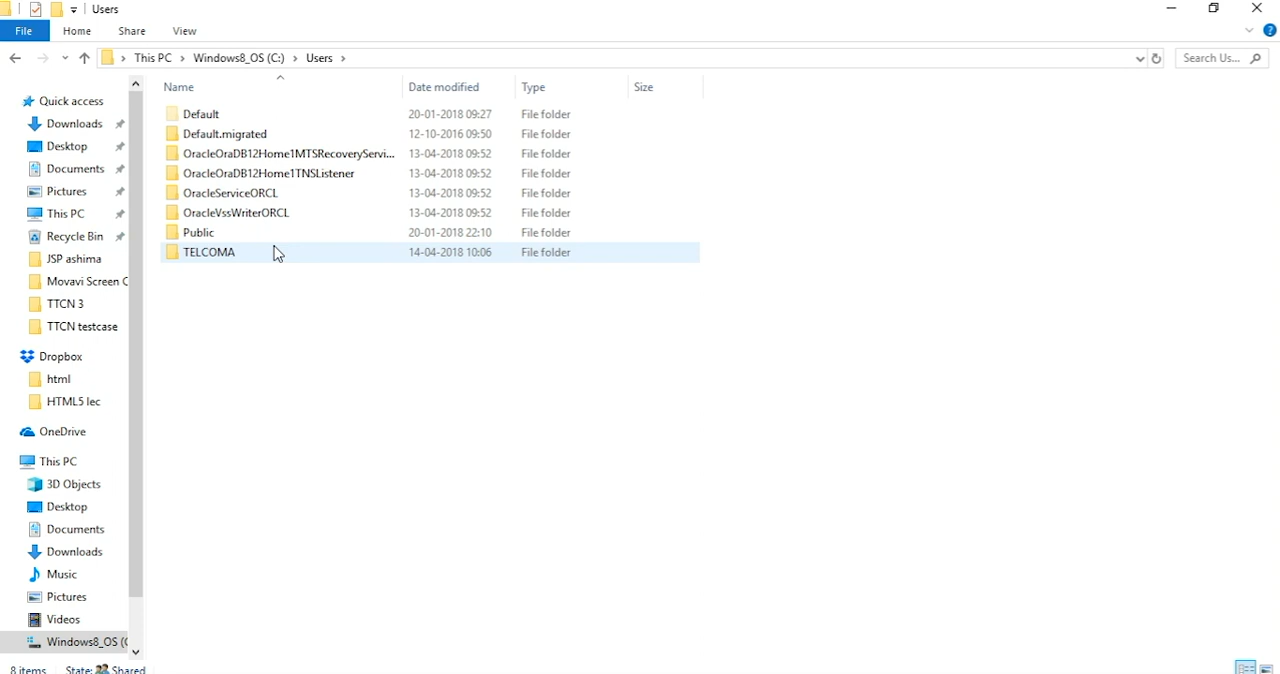 Users
File Home Share View
This PC Windows8_OS (C:) Users Search Us...
Name Date modified Type Size
Quick access
Downloads
Desktop
Documents
Pictures
This PC
Recycle Bin
JSP ashima
Movavi Screen C
TTCN 3
TTCN testcase
Dropbox
html
HTML5 lec
OneDrive
This PC
3D Objects
Desktop
Documents
Downloads
Music
Pictures
Videos
Windows8_OS (C
Default 20-01-2018 09:27 File folder
Default.migrated 12-10-2016 09:50 File folder
OracleOraDB12Home1MTSRecoveryServi... 13-04-2018 09:52 File folder
OracleOraDB12Home1TNSListener 13-04-2018 09:52 File folder
OracleServiceORCL 13-04-2018 09:52 File folder
OracleVssWriterORCL 13-04-2018 09:52 File folder
Public 20-01-2018 22:10 File folder
TELCOMA 14-04-2018 10:06 File folder
8 items State: Shared